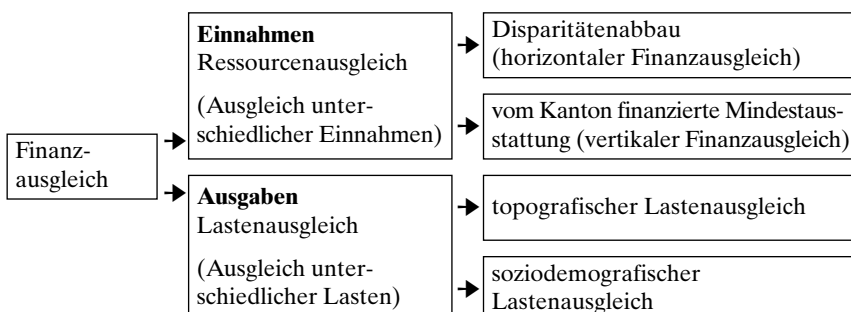 Finanz-
ausgleich
Einnahmen
Ressourcenausgleich
(Ausgleich unter-
schiedlicher Einnahmen)
Disparitätenabbau
(horizontaler Finanzausgleich)
vom Kanton finanzierte Mindestaus-
stattung (vertikaler Finanzausgleich)
Ausgaben
Lastenausgleich
(Ausgleich unter-
schiedlicher Lasten)
topografischer Lastenausgleich
soziodemografischer
Lastenausgleich